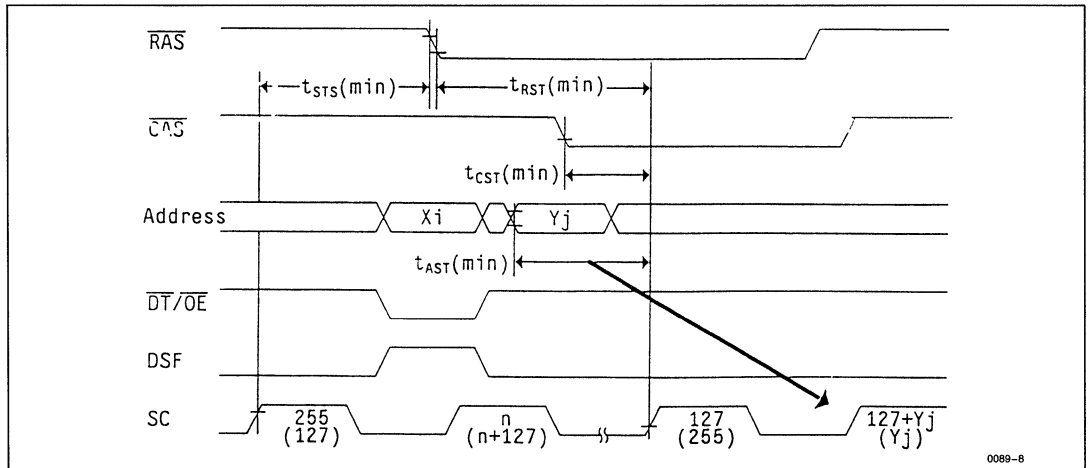 RAS
tSTS(min) tRST(min)
CAS
tCST(min)
Address Xi Yj
tAST(min)
DT/OE
DSF
SC 255 n 127 127+Yj
(127) (n+127) (255) (Yj)
0089-8